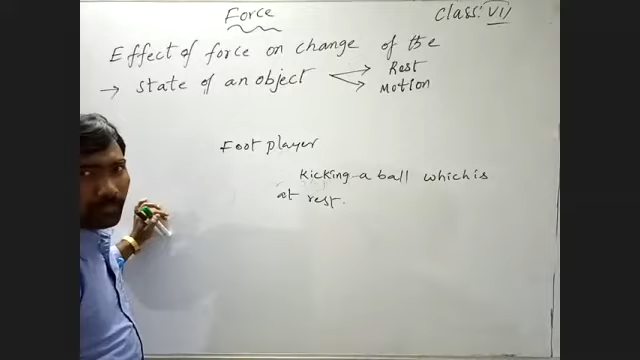 Force
Class: VII
Effect of force on change of the
→ state of an object
Rest
Motion
Foot player
kicking a ball which is
at rest.